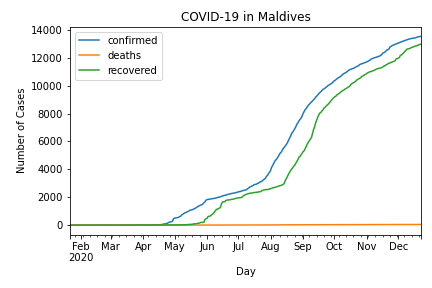 COVID-19 in Maldives
confirmed
deaths
recovered
Number of Cases
14000
12000
10000
8000
6000
4000
2000
0
Feb Mar Apr May Jun Jul Aug Sep Oct Nov Dec
2020
Day